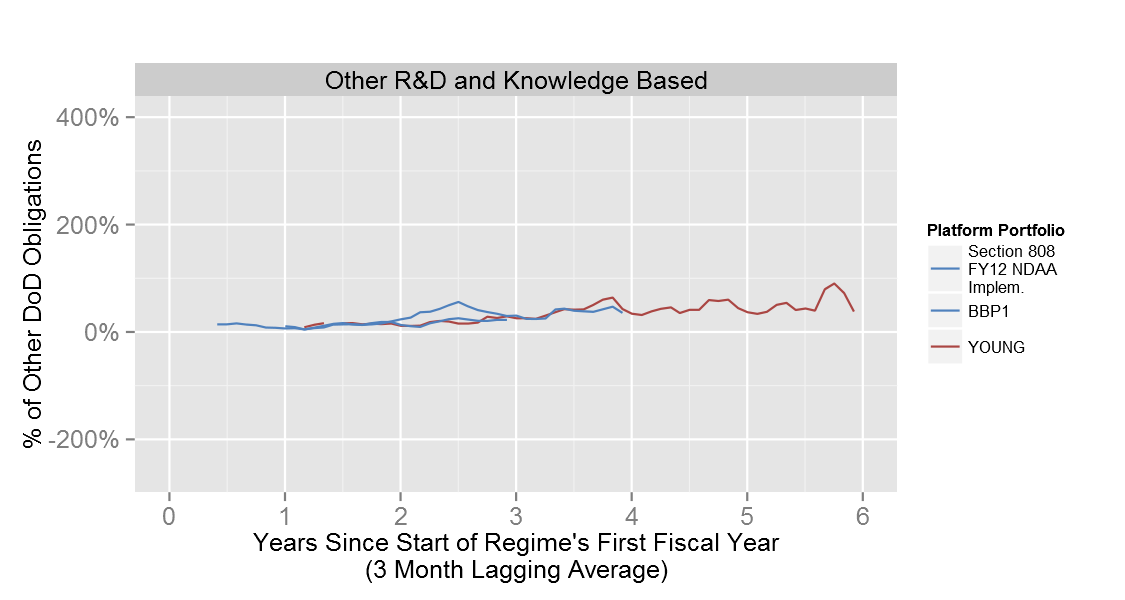 Other R&D and Knowledge Based
400%
200%
0%
-200%
% of Other DoD Obligations
0 1 2 3 4 5 6
Years Since Start of Regime's First Fiscal Year
(3 Month Lagging Average)
Platform Portfolio
Section 808
FY12 NDAA
Implem.
BBP1
YOUNG